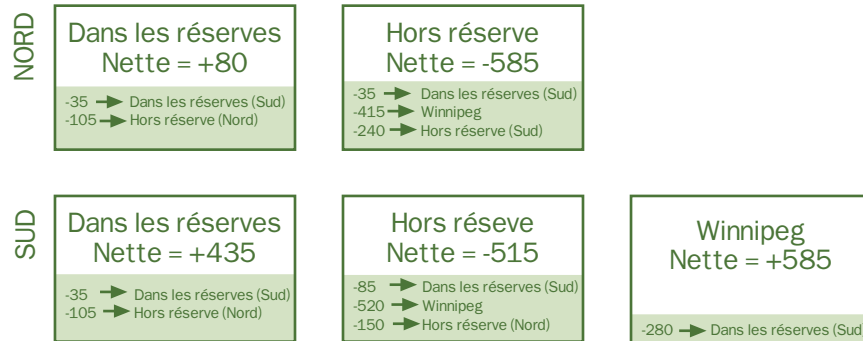 NORD
Dans les réserves
Nette = +80
-35 Dans les réserves (Sud)
-105 Hors réserve (Nord)
Hors réserve
Nette = -585
-35 Dans les réserves (Sud)
-415 Winnipeg
-240 Hors réserve (Sud)
SUD
Dans les réserves
Nette = +435
-35 Dans les réserves (Sud)
-105 Hors réserve (Nord)
Hors réseve
Nette = -515
-85 Dans les réserves (Sud)
-520 Winnipeg
-150 Hors réserve (Nord)
Winnipeg
Nette = +585
-280 Dans les réserves (Sud